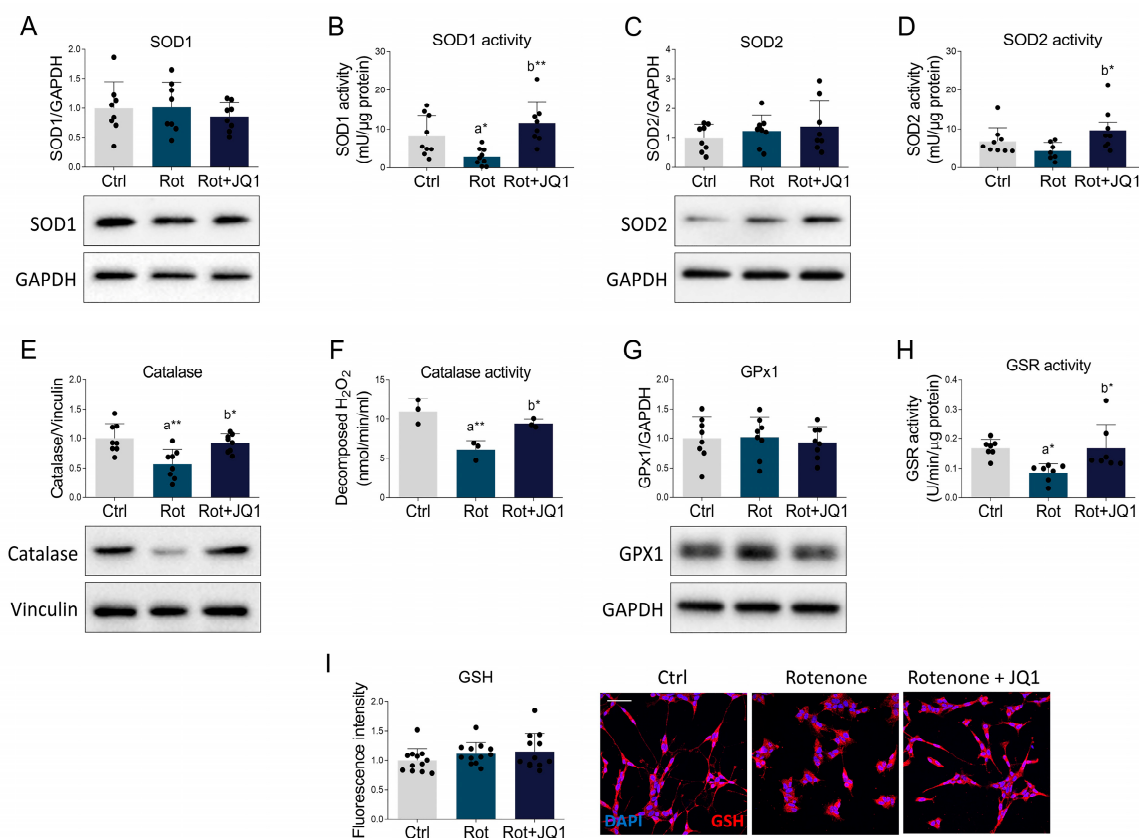 A
SOD1
SOD1/GAPDH
2.0
1.5
1.0
0.5
0.0
Ctrl Rot Rot+JQ1
SOD1
GAPDH
B
SOD1 activity
SOD1 activity
(mU/µg protein)
30
20
10
0
a*
b**
Ctrl Rot Rot+JQ1
C
SOD2
SOD2/GAPDH
4
3
2
1
0
Ctrl Rot Rot+JQ1
SOD2
GAPDH
D
SOD2 activity
SOD2 activity
(mU/µg protein)
30
20
10
0
b*
Ctrl Rot Rot+JQ1
E
Catalase
Catalase/Vinculin
2.0
1.5
1.0
0.5
0.0
a**
b*
Ctrl Rot Rot+JQ1
Catalase
Vinculin
F
Catalase activity
Decomposed H₂O₂
(nmol/min/ml)
15
10
5
0
a**
b*
Ctrl Rot Rot+JQ1
G
GPx1
GPx1/GAPDH
2.0
1.5
1.0
0.5
0.0
Ctrl Rot Rot+JQ1
GPX1
GAPDH
H
GSR activity
GSR activity
(U/min/µg protein)
0.4
0.3
0.2
0.1
0.0
a*
b*
Ctrl Rot Rot+JQ1
I
GSH
Fluorescence intensity
2.0
1.5
1.0
0.5
0.0
Ctrl Rot Rot+JQ1
Ctrl
Rotenone
Rotenone + JQ1
DAPI GSH